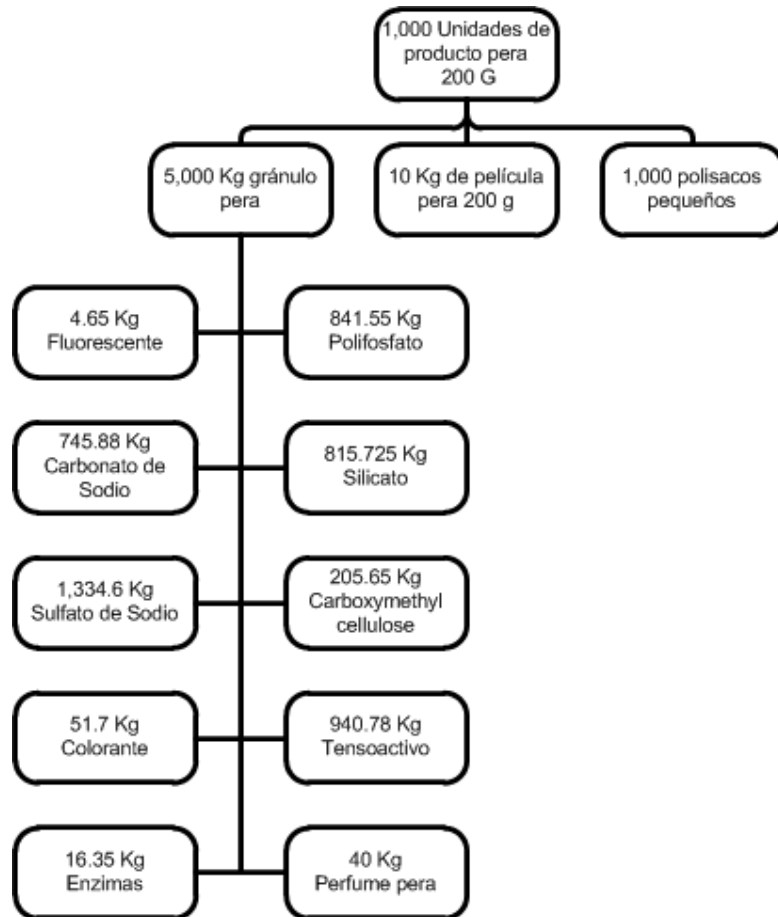 1,000 Unidades de
producto pera
200 G
5,000 Kg gránulo
pera
10 Kg de película
pera 200 g
1,000 polisacos
pequeños
4.65 Kg
Fluorescente
841.55 Kg
Polifosfato
745.88 Kg
Carbonato de
Sodio
815.725 Kg
Silicato
1,334.6 Kg
Sulfato de Sodio
205.65 Kg
Carboxymethyl
cellulose
51.7 Kg
Colorante
940.78 Kg
Tensoactivo
16.35 Kg
Enzimas
40 Kg
Perfume pera